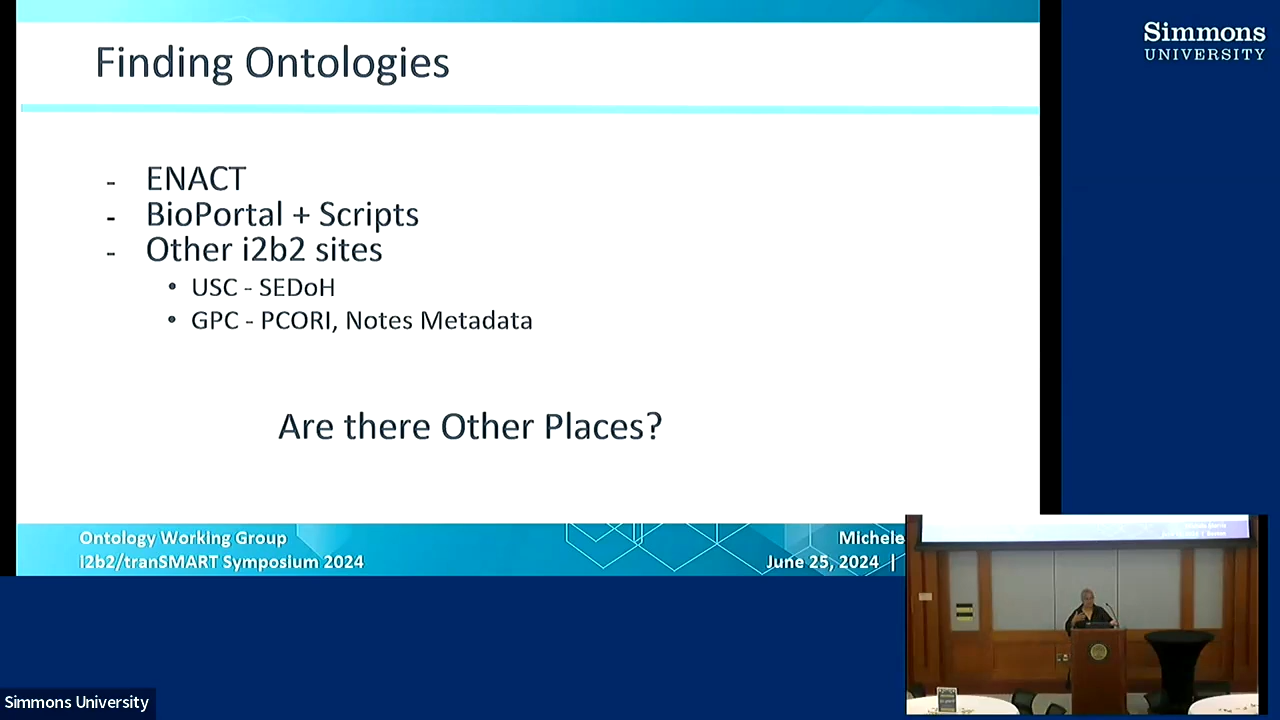 Finding Ontologies
Simmons
UNIVERSITY
- ENACT
- BioPortal + Scripts
- Other i2b2 sites
• USC - SEDoH
• GPC - PCORI, Notes Metadata
Are there Other Places?
Ontology Working Group
i2b2/tranSMART Symposium 2024
Michele
June 25, 2024 |
Simmons University